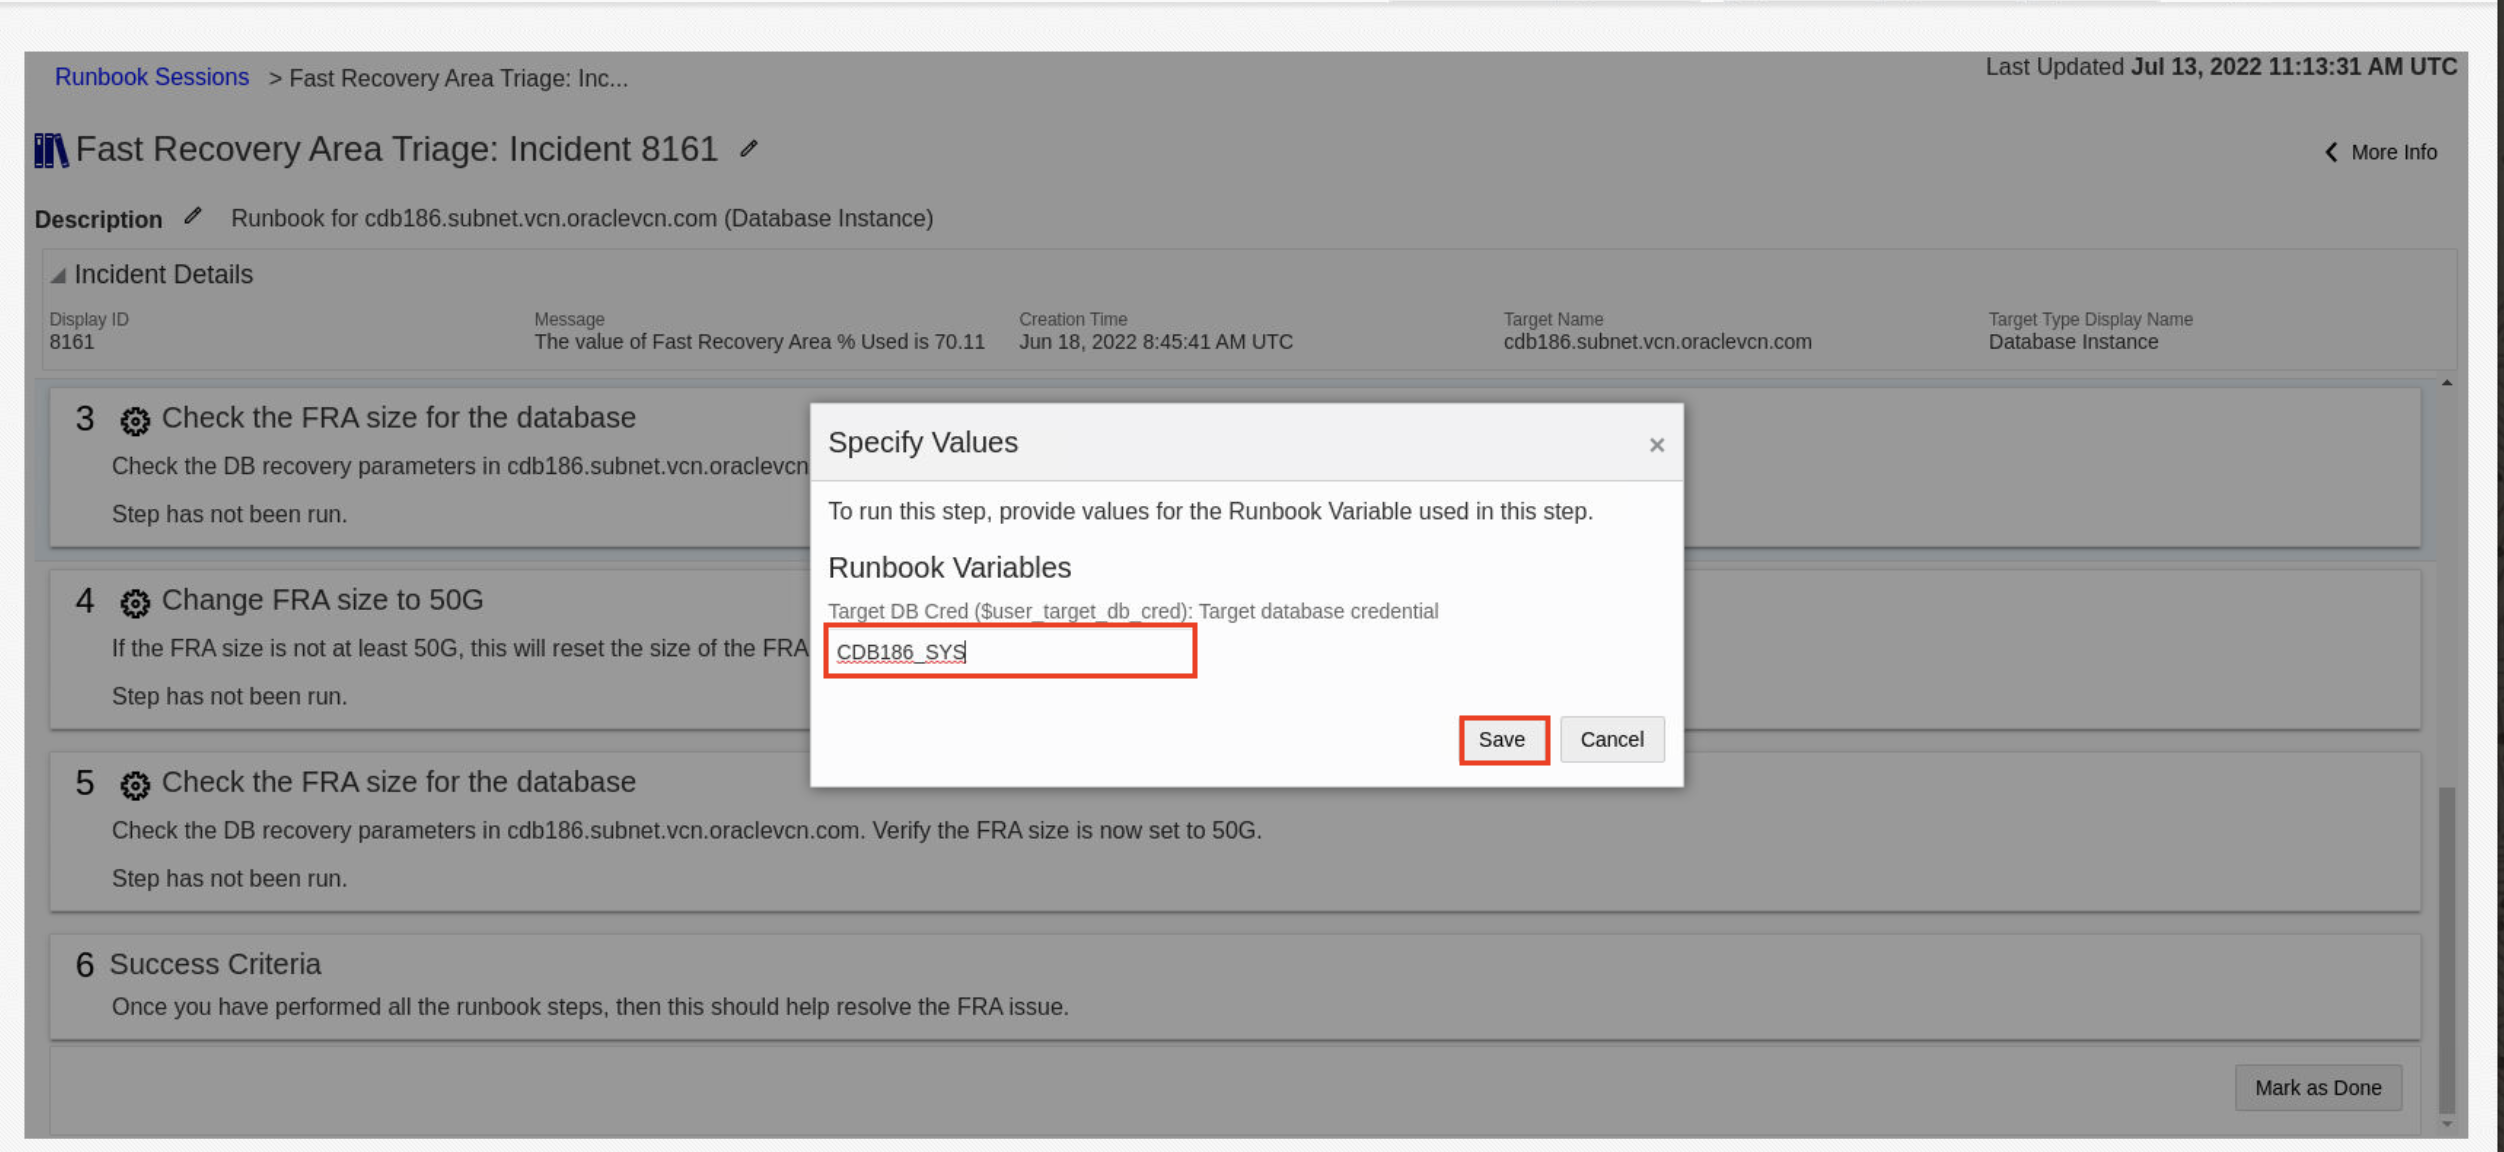 Runbook Sessions > Fast Recovery Area Triage: Inc...
Last Updated Jul 13, 2022 11:13:31 AM UTC
Fast Recovery Area Triage: Incident 8161
More Info
Description Runbook for cdb186.subnet.vcn.oraclevcn.com (Database Instance)
Incident Details
Display ID
8161
Message
The value of Fast Recovery Area % Used is 70.11
Creation Time
Jun 18, 2022 8:45:41 AM UTC
Target Name
cdb186.subnet.vcn.oraclevcn.com
Target Type Display Name
Database Instance
3 Check the FRA size for the database
Check the DB recovery parameters in cdb186.subnet.vcn.oraclevcn
Step has not been run.
4 Change FRA size to 50G
If the FRA size is not at least 50G, this will reset the size of the FRA
Step has not been run.
5 Check the FRA size for the database
Check the DB recovery parameters in cdb186.subnet.vcn.oraclevcn.com. Verify the FRA size is now set to 50G.
Step has not been run.
6 Success Criteria
Once you have performed all the runbook steps, then this should help resolve the FRA issue.
Mark as Done
Specify Values
×
To run this step, provide values for the Runbook Variable used in this step.
Runbook Variables
Target DB Cred ($user_target_db_cred): Target database credential
CDB186_SYS
Save
Cancel